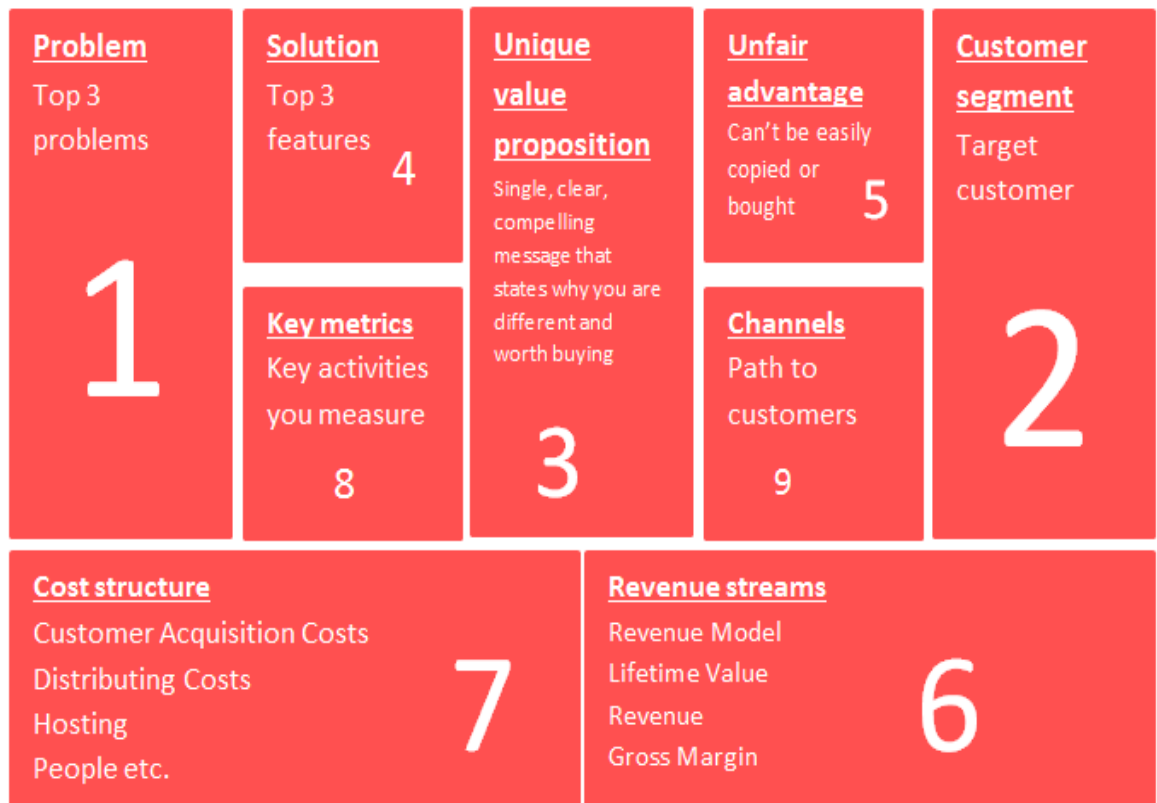 Problem
Top 3
problems
1
Solution
Top 3
features
4
Key metrics
Key activities
you measure
8
Unique
value
proposition
Single, clear,
compelling
message that
states why you are
different and
worth buying
3
Unfair
advantage
Can't be easily
copied or
bought
5
Channels
Path to
customers
9
Customer
segment
Target
customer
2
Cost structure
Customer Acquisition Costs
Distributing Costs
Hosting
People etc.
7
Revenue streams
Revenue Model
Lifetime Value
Revenue
Gross Margin
6